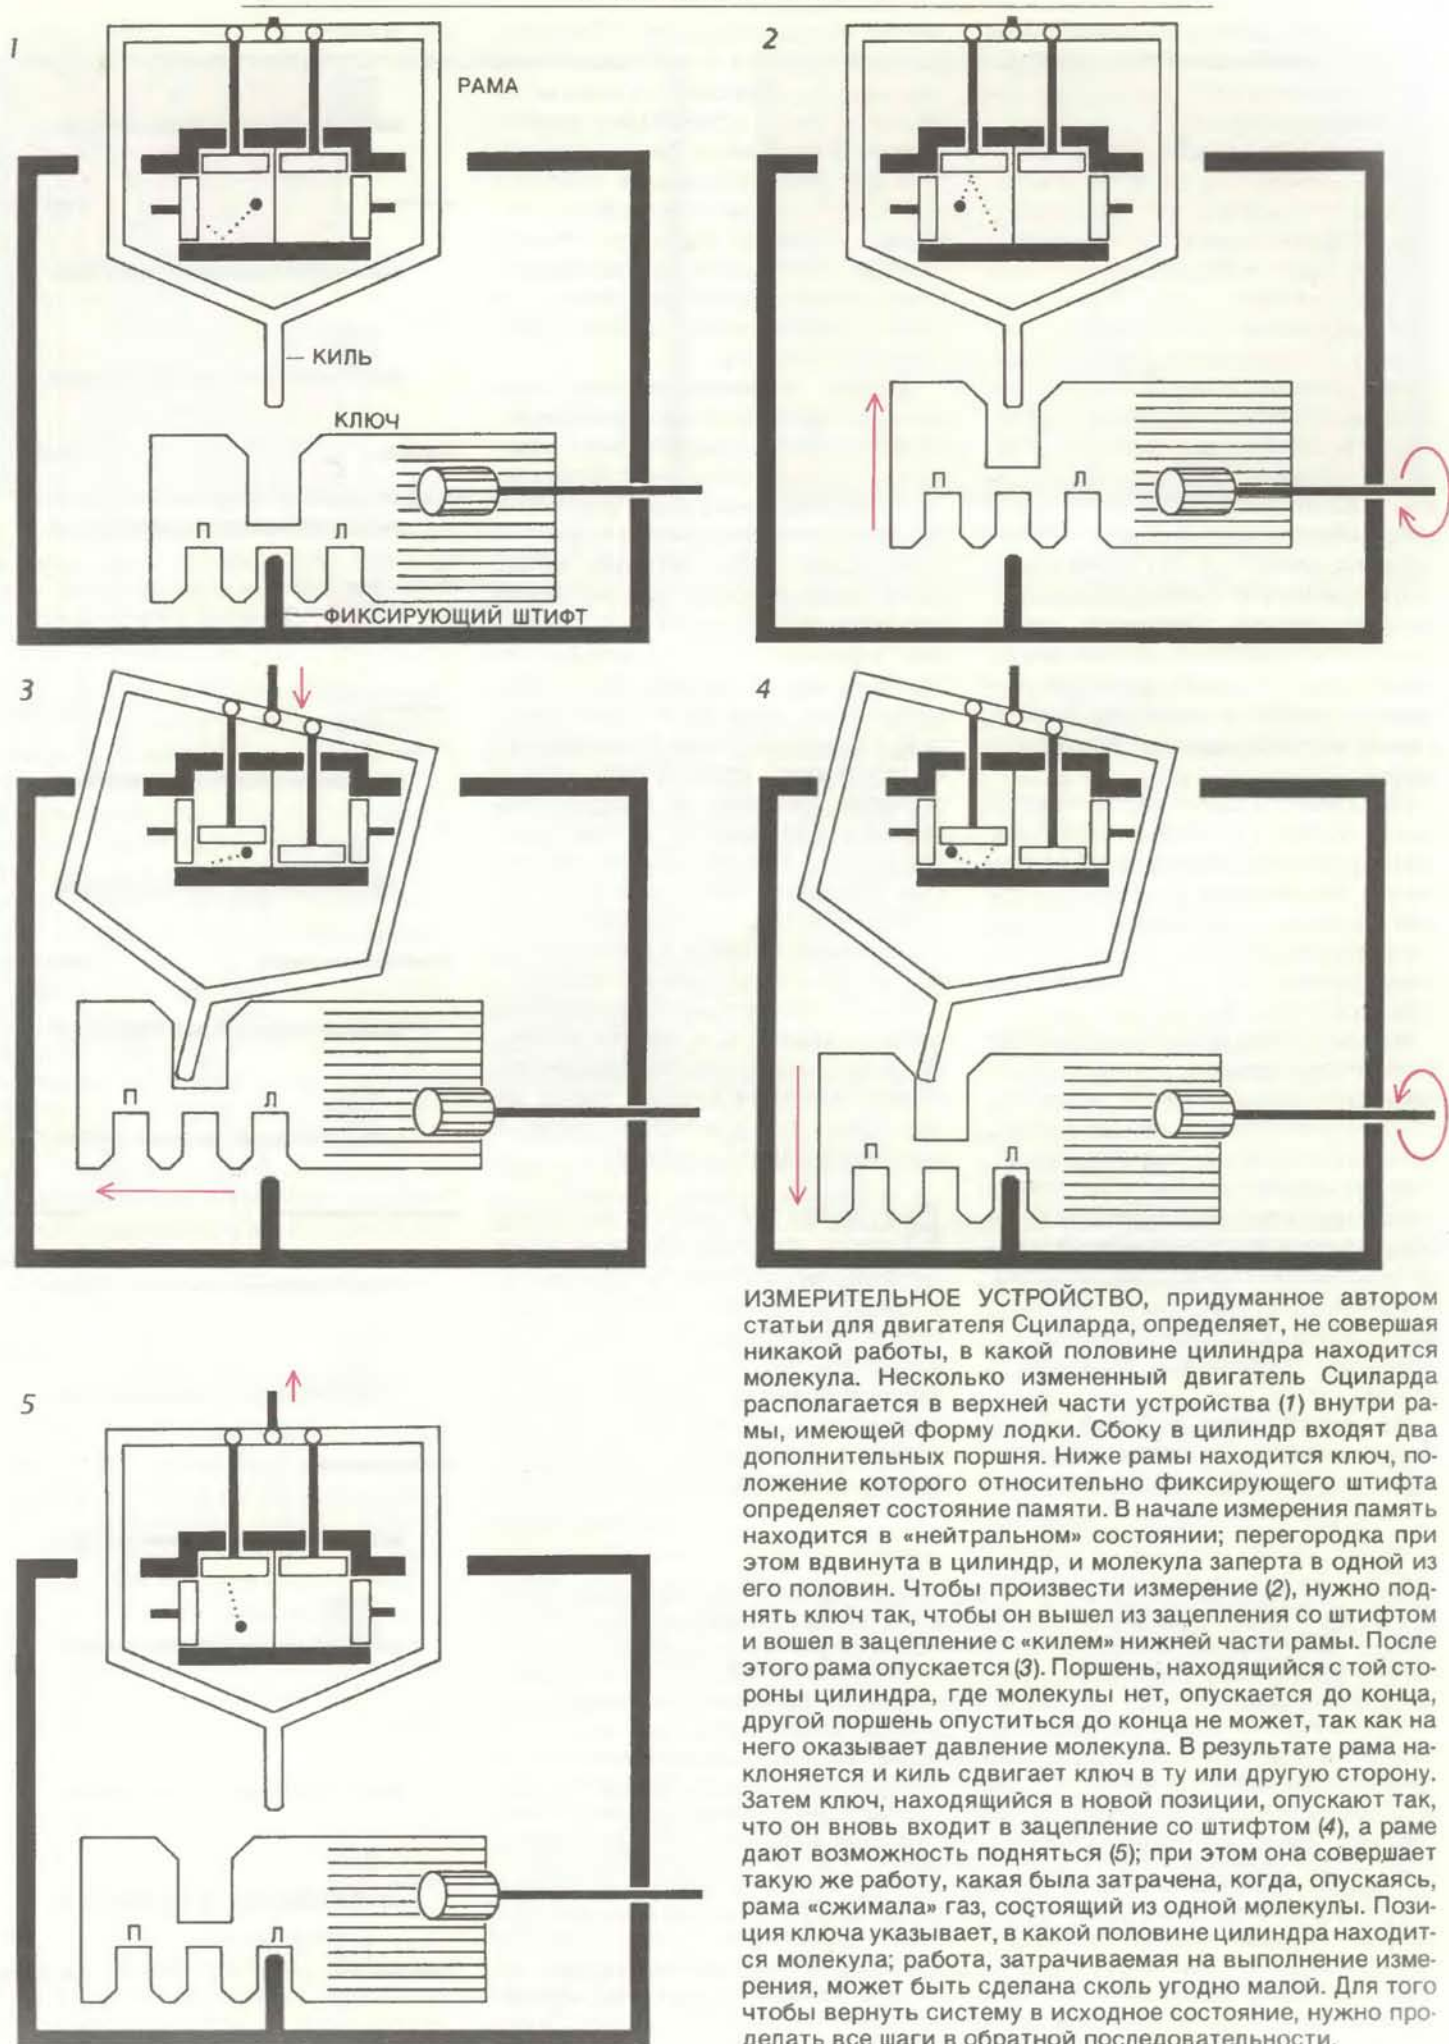 1
РАМА
КИЛЬ
КЛЮЧ
П
Л
ФИКСИРУЮЩИЙ ШТИФТ
2
П
Л
3
П
Л
4
П
Л
5
П
Л
ИЗМЕРИТЕЛЬНОЕ УСТРОЙСТВО, придуманное автором
статьи для двигателя Сциларда, определяет, не совершая
никакой работы, в какой половине цилиндра находится
молекула. Несколько измененный двигатель Сциларда
располагается в верхней части устройства (1) внутри ра-
мы, имеющей форму лодки. Сбоку в цилиндр входят два
дополнительных поршня. Ниже рамы находится ключ, по-
ложение которого относительно фиксирующего штифта
определяет состояние памяти. В начале измерения память
находится в «нейтральном» состоянии; перегородка при
этом вдвинута в цилиндр, и молекула заперта в одной из
его половин. Чтобы произвести измерение (2), нужно под-
нять ключ так, чтобы он вышел из зацепления со штифтом
и вошел в зацепление с «килем» нижней части рамы. После
этого рама опускается (3). Поршень, находящийся с той сто-
роны цилиндра, где молекулы нет, опускается до конца,
другой поршень опуститься до конца не может, так как на
него оказывает давление молекула. В результате рама на-
клоняется и киль сдвигает ключ в ту или другую сторону.
Затем ключ, находящийся в новой позиции, опускают так,
что он вновь входит в зацепление со штифтом (4), а раме
дают возможность подняться (5); при этом она совершает
такую же работу, какая была затрачена, когда, опускаясь,
рама «сжимала» газ, состоящий из одной молекулы. Пози-
ция ключа указывает, в какой половине цилиндра находит-
ся молекула; работа, затрачиваемая на выполнение изме-
рения, может быть сделана сколь угодно малой. Для того
чтобы вернуть систему в исходное состояние, нужно про-
делать все шаги в обратной последовательности.